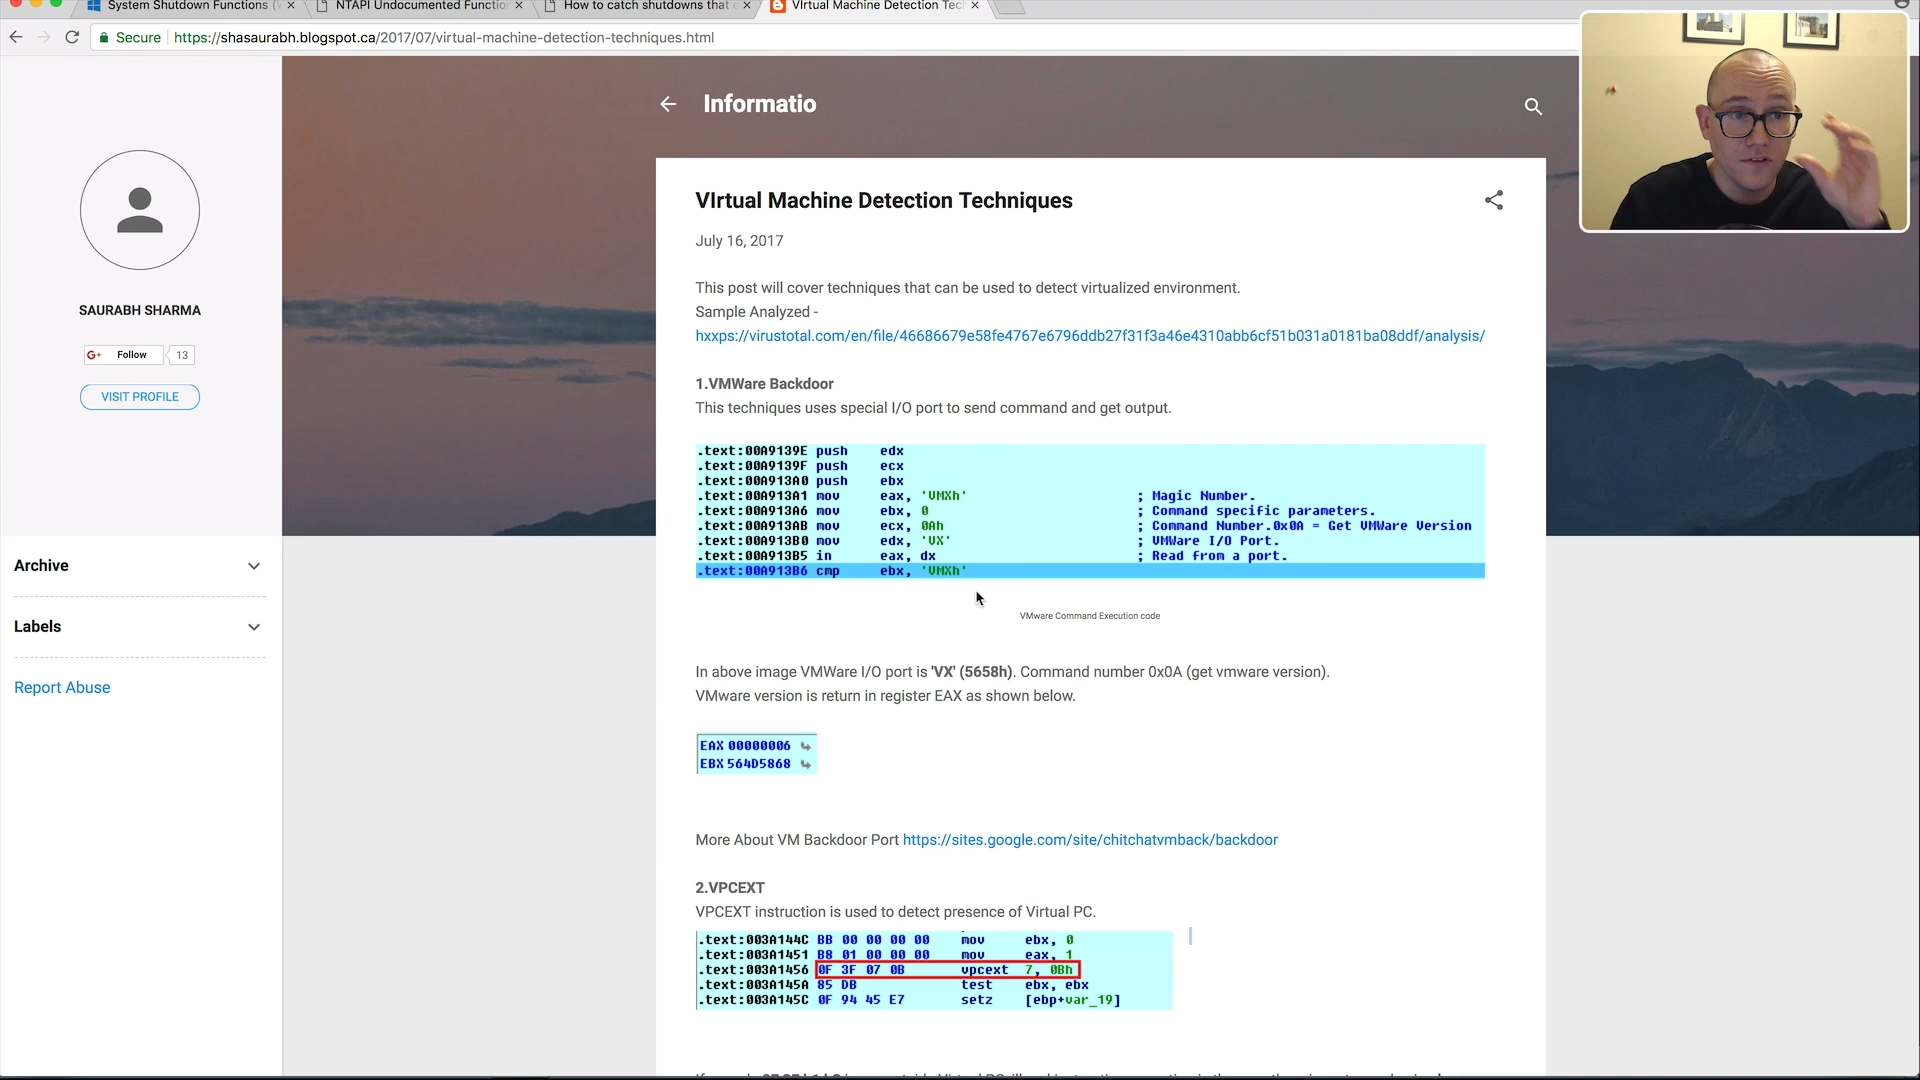 System Shutdown Functions (
NTAPI Undocumented Functio
How to catch shutdowns that
VIrtual Machine Detection Tec
Secure
https://shasaurabh.blogspot.ca/2017/07/virtual-machine-detection-techniques.html
Informatio
SAURABH SHARMA
G+ Follow 13
VISIT PROFILE
Archive
Labels
Report Abuse
VIrtual Machine Detection Techniques
July 16, 2017
This post will cover techniques that can be used to detect virtualized environment.
Sample Analyzed -
hxxps://virustotal.com/en/file/46686679e58fe4767e6796ddb27f31f3a46e4310abb6cf51b031a0181ba08ddf/analysis/
1.VMWare Backdoor
This techniques uses special I/O port to send command and get output.
.text:00A9139E push edx
.text:00A9139F push ecx
.text:00A913A0 push ebx
.text:00A913A1 mov eax, 'VMXh' ; Magic Number.
.text:00A913A6 mov ebx, 0 ; Command specific parameters.
.text:00A913AB mov ecx, 0Ah ; Command Number.0x0A = Get VMWare Version
.text:00A913B0 mov edx, 'VX' ; VMWare I/O Port.
.text:00A913B5 in eax, dx ; Read from a port.
.text:00A913B6 cmp ebx, 'VMXh'
VMware Command Execution code
In above image VMWare I/O port is 'VX' (5658h). Command number 0x0A (get vmware version).
VMware version is return in register EAX as shown below.
EAX 00000006
EBX 564D5868
More About VM Backdoor Port https://sites.google.com/site/chitchatvmback/backdoor
2.VPCEXT
VPCEXT instruction is used to detect presence of Virtual PC.
.text:003A144C BB 00 00 00 00 mov ebx, 0
.text:003A1451 B8 01 00 00 00 mov eax, 1
.text:003A1456 0F 3F 07 0B vpcext 7, 0Bh
.text:003A145A 85 DB test ebx, ebx
.text:003A145C 0F 94 45 E7 setz [ebp+var_19]